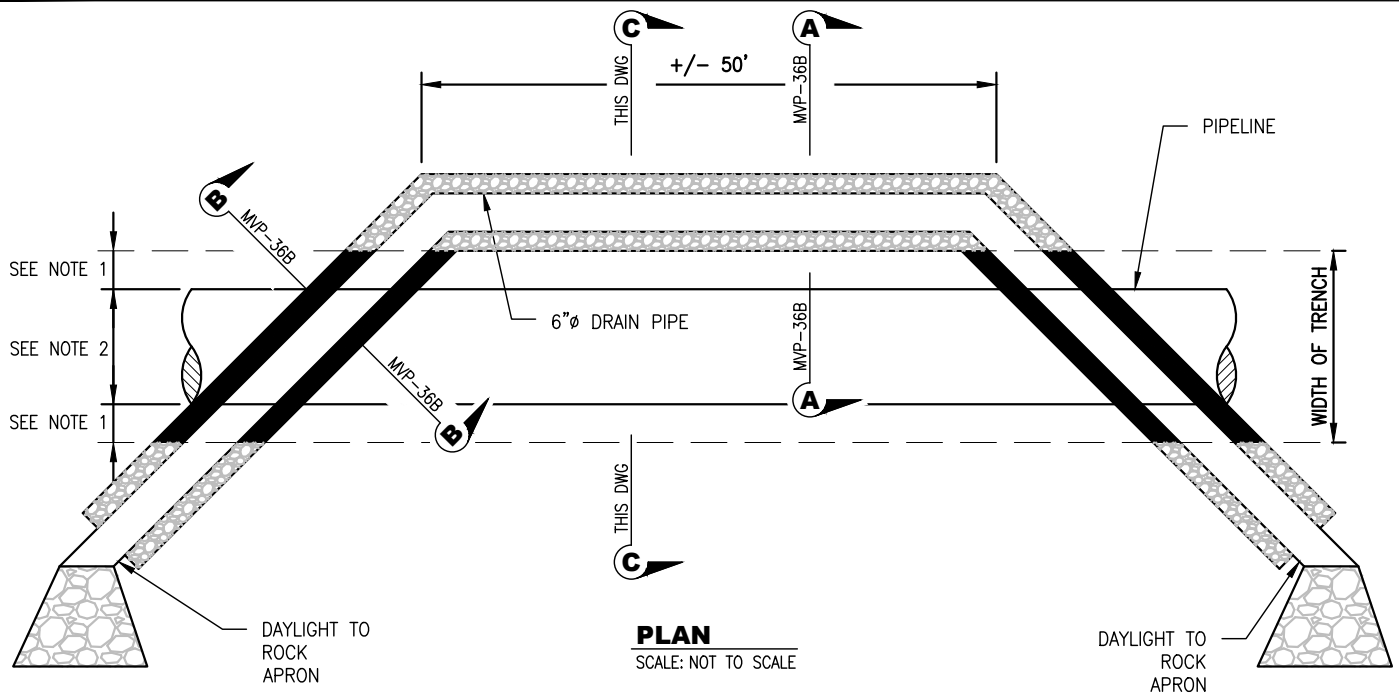 C
A
THIS DWG
+/- 50'
MVP-36B
PIPELINE
B
MVP-36B
SEE NOTE 1
6"ø DRAIN PIPE
SEE NOTE 2
MVP-36B
MVP-36B
WIDTH OF TRENCH
A
SEE NOTE 1
B
THIS DWG
C
DAYLIGHT TO
ROCK
APRON
PLAN
SCALE: NOT TO SCALE
DAYLIGHT TO
ROCK
APRON